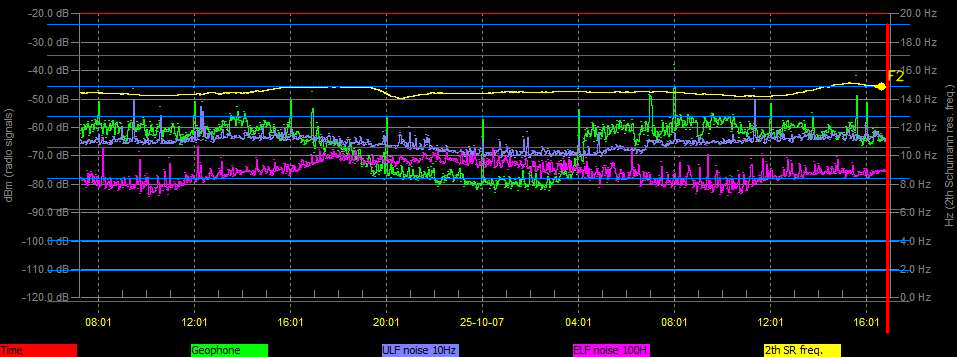 -20.0 dB 20.0 Hz
-30.0 dB 18.0 Hz
-40.0 dB 16.0 Hz
F2
-50.0 dB 14.0 Hz
-60.0 dB 12.0 Hz
-70.0 dB 10.0 Hz
-80.0 dB 8.0 Hz
-90.0 dB 6.0 Hz
-100.0 dB 4.0 Hz
-110.0 dB 2.0 Hz
-120.0 dB 0.0 Hz
dBm (radio signals)
Hz (2th Schumann res. freq.)
08:01 12:01 16:01 20:01 25-10-07 04:01 08:01 12:01 16:01
Time Geophone ULF noise 10Hz ELF noise 100H 2th SR freq.